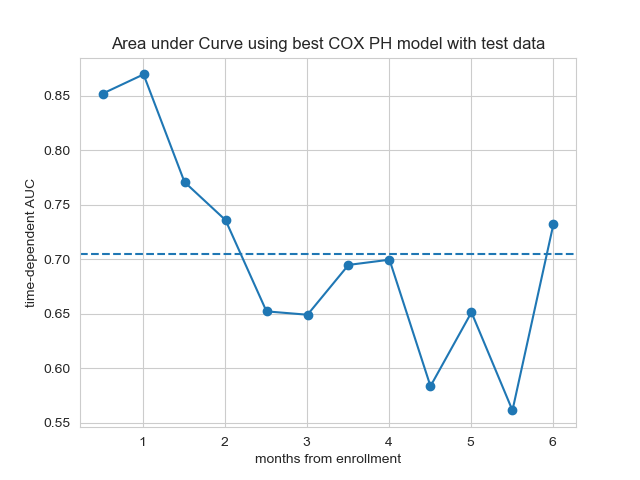 Area under Curve using best COX PH model with test data
time-dependent AUC
0.85
0.80
0.75
0.70
0.65
0.60
0.55
1 2 3 4 5 6
months from enrollment